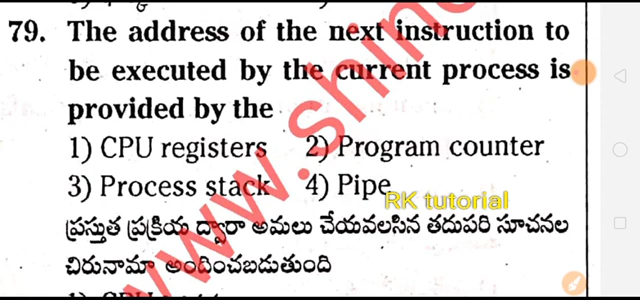 79. The address of the next instruction to
be executed by the current process is
provided by the
1) CPU registers 2) Program counter
3) Process stack 4) Pipe
RK tutorial
ప్రస్తుత ప్రక్రియ ద్వారా అమలు చేయవలసిన తదుపరి సూచనల
చిరునామా అందించబడుతుంది
www.shine